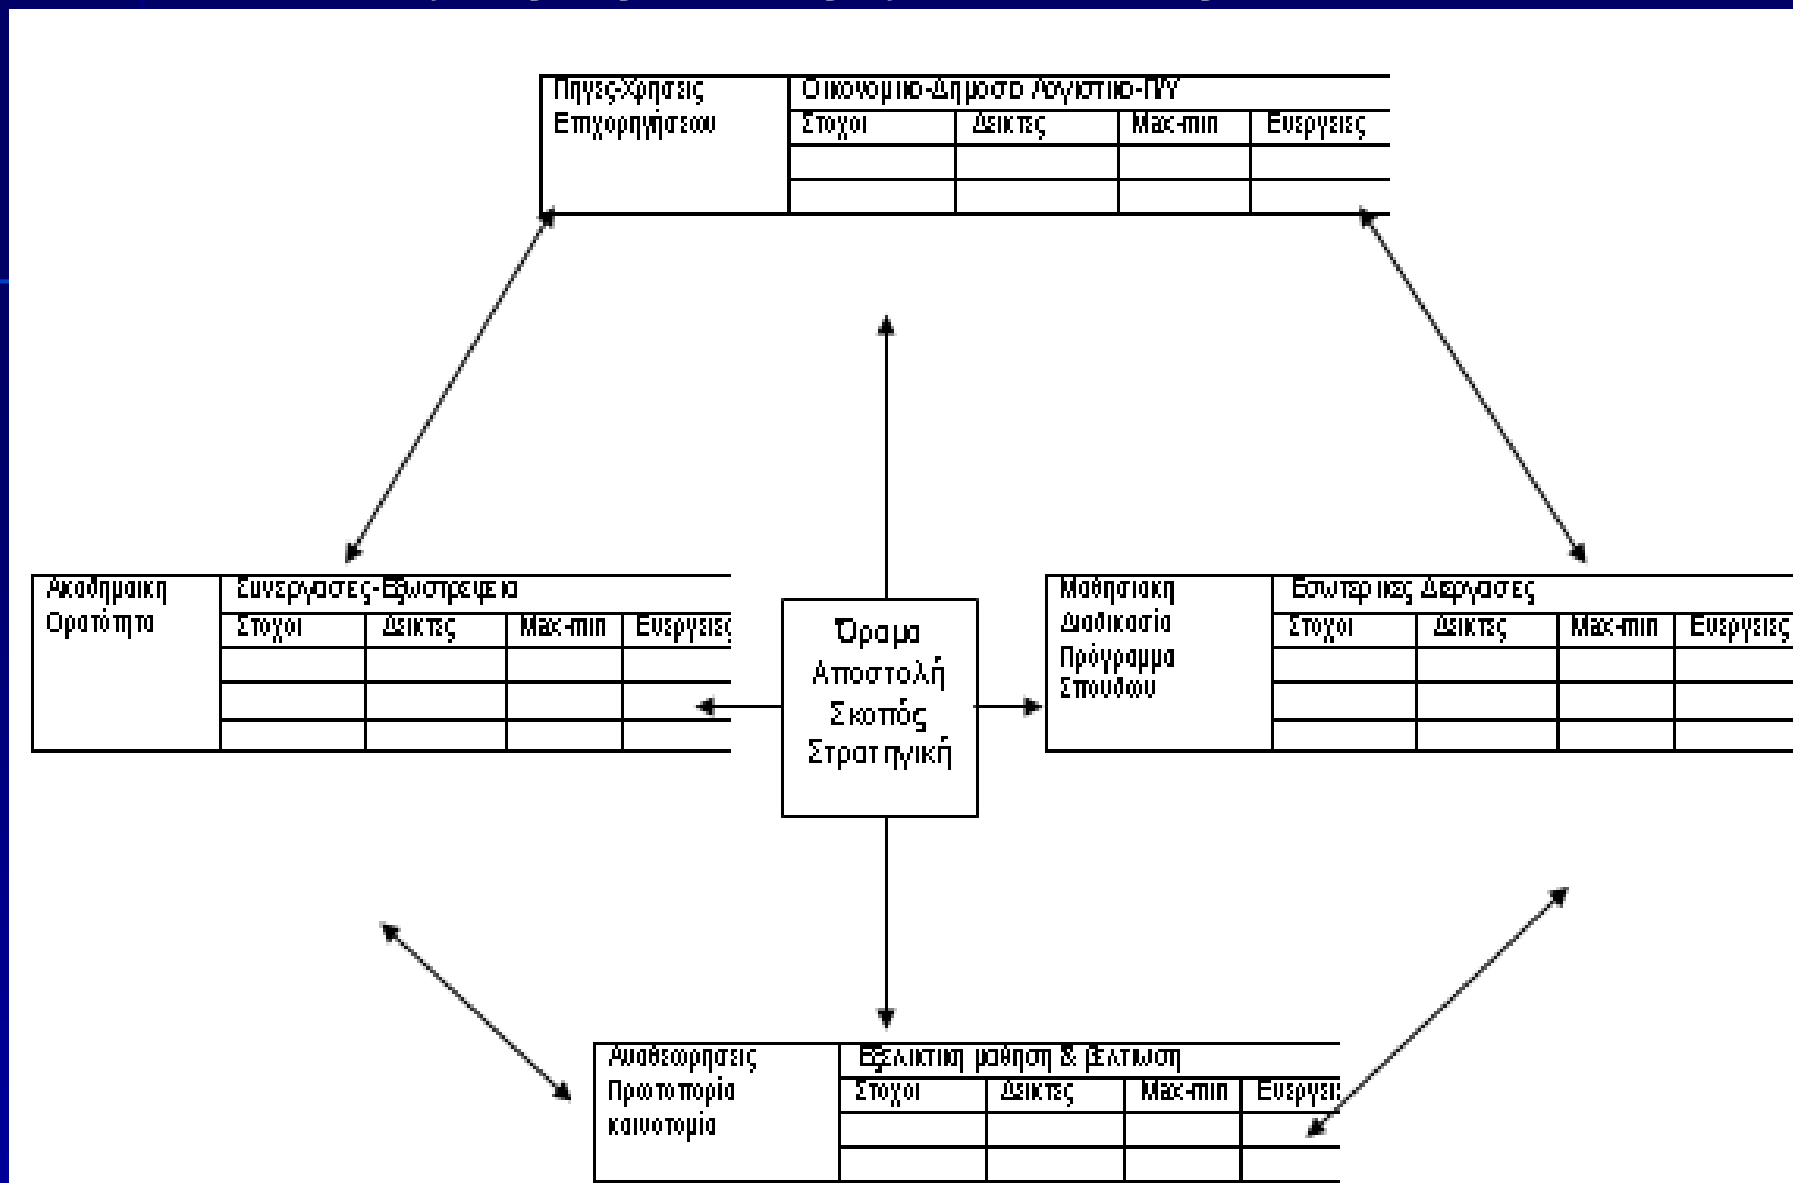 Πηγες-Χρησεις Οικονομικο-Δημοσιο Λογιστικο-Π/Υ
Επιχορηγήσεων Στοχοι Δεικτες Max-min Ενεργειες
Ακαδημαικη Συνεργασιες-Εξωστρεφεια
Ορατότητα Στοχοι Δεικτες Max-min Ενεργειες
Όραμα
Αποστολή
Σκοπός
Στρατηγική
Μαθησιακη Εσωτερικες Διεργασιες
Διαδικασία Στοχοι Δεικτες Max-min Ενεργειες
Πρόγραμμα
Σπουδων
Αναθεωρησεις Εξελικτικη μαθηση & βελτιωση
Πρωτοπορία Στοχοι Δεικτες Max-min Ενεργει
καινοτομία